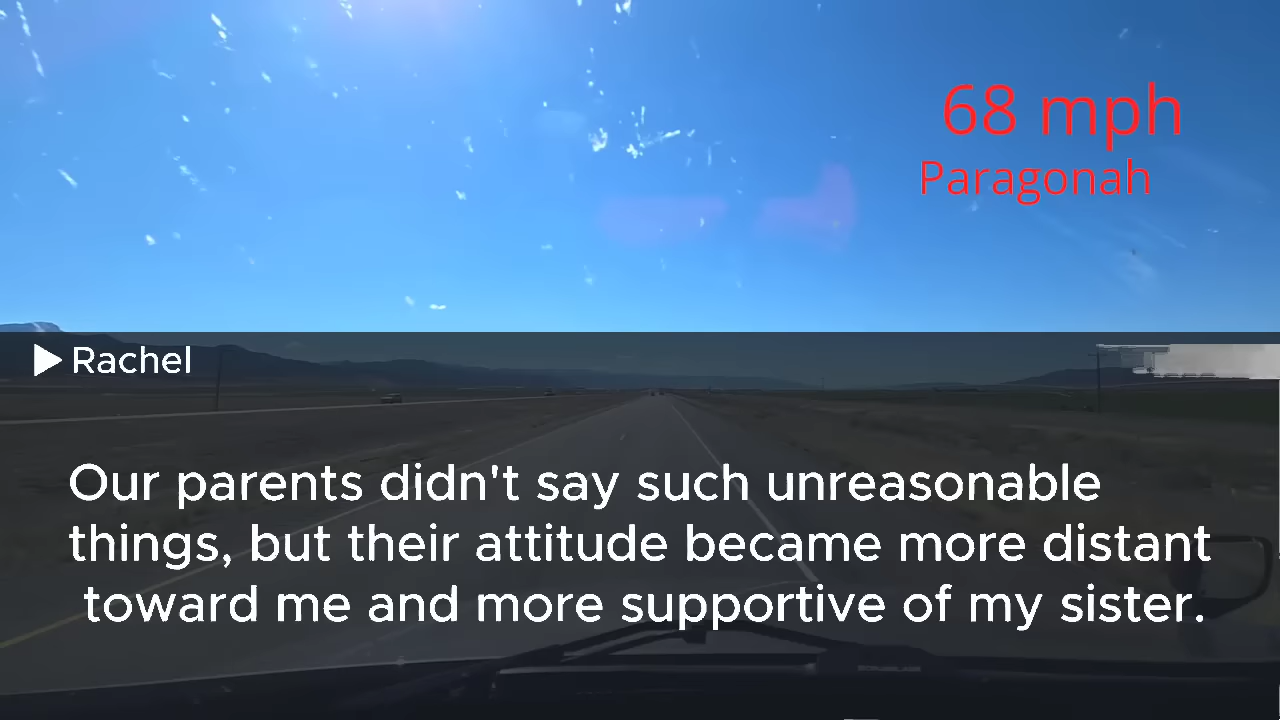 68 mph
Paragonah
Rachel
Our parents didn't say such unreasonable
things, but their attitude became more distant
toward me and more supportive of my sister.